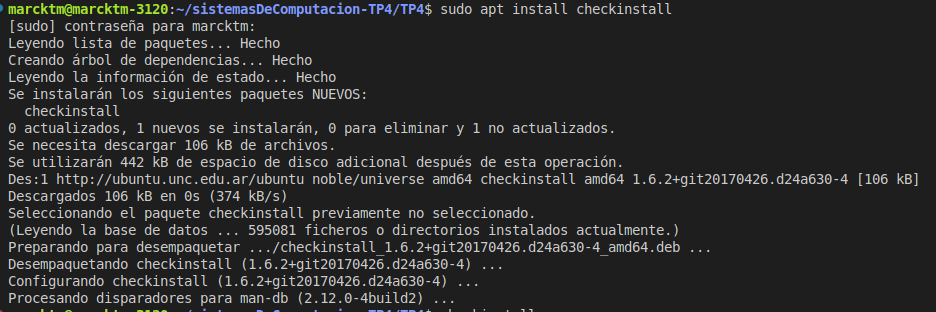 marcktm@marcktm-3120:~/sistemasDeComputacion-TP4/TP4$ sudo apt install checkinstall
[sudo] contraseña para marcktm:
Leyendo lista de paquetes... Hecho
Creando árbol de dependencias... Hecho
Leyendo la información de estado... Hecho
Se instalarán los siguientes paquetes NUEVOS:
  checkinstall
0 actualizados, 1 nuevos se instalarán, 0 para eliminar y 1 no actualizados.
Se necesita descargar 106 kB de archivos.
Se utilizarán 442 kB de espacio de disco adicional después de esta operación.
Des:1 http://ubuntu.unc.edu.ar/ubuntu noble/universe amd64 checkinstall amd64 1.6.2+git20170426.d24a630-4 [106 kB]
Descargados 106 kB en 0s (374 kB/s)
Seleccionando el paquete checkinstall previamente no seleccionado.
(Leyendo la base de datos ... 595081 ficheros o directorios instalados actualmente.)
Preparando para desempaquetar .../checkinstall_1.6.2+git20170426.d24a630-4_amd64.deb ...
Desempaquetando checkinstall (1.6.2+git20170426.d24a630-4) ...
Configurando checkinstall (1.6.2+git20170426.d24a630-4) ...
Procesando disparadores para man-db (2.12.0-4build2) ...